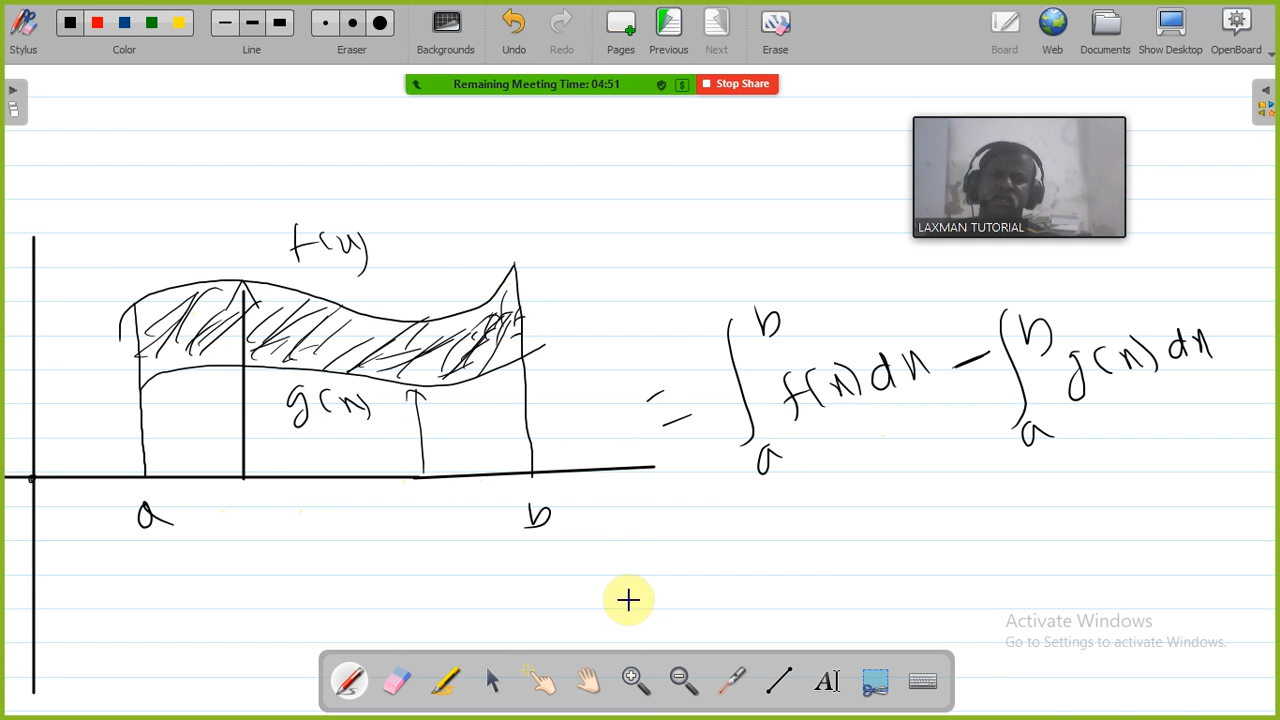 Stylus Color Line Eraser Backgrounds Undo Redo Pages Previous Next Erase Board Web Documents Show Desktop OpenBoard
Remaining Meeting Time: 04:51 $ Stop Share
LAXMAN TUTORIAL
f(x)
g(x)
a b
= ∫_a^b f(x) dx - ∫_a^b g(x) dx
Activate Windows
Go to Settings to activate Windows.
AI